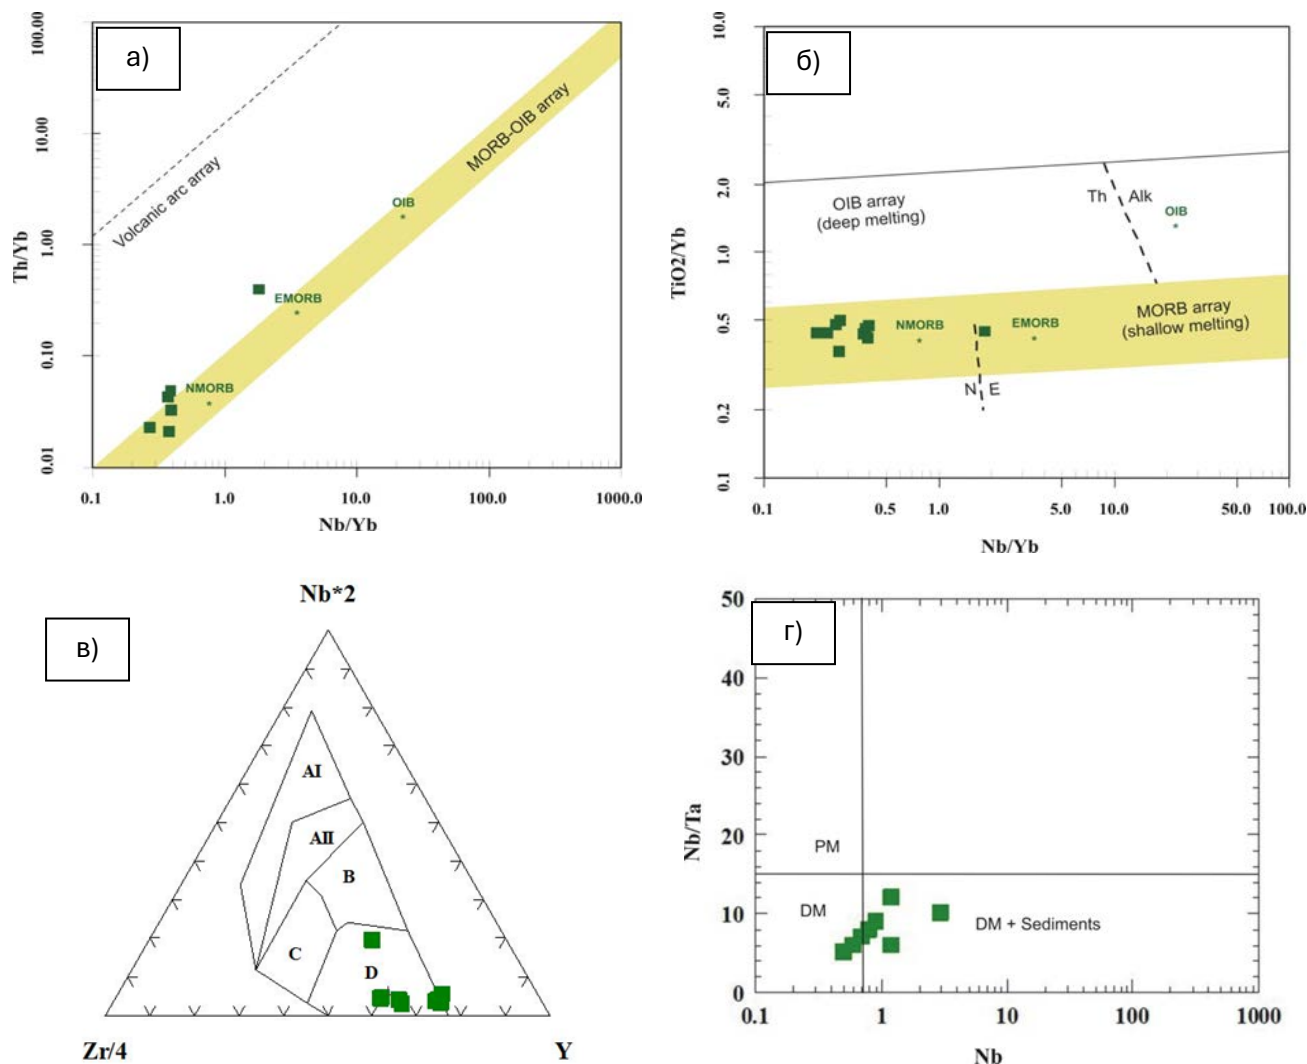 а)
100.00
10.00
1.00
0.10
0.01
Th/Yb
Volcanic arc array
MORB-OIB array
OIB
EMORB
NMORB
0.1
1.0
10.0
100.0
1000.0
Nb/Yb
б)
10.0
5.0
2.0
1.0
0.5
0.2
0.1
TiO2/Yb
OIB array
(deep melting)
Th
Alk
OIB
MORB array
(shallow melting)
NMORB
EMORB
N
E
0.1
0.5
1.0
5.0
10.0
50.0
100.0
Nb/Yb
в)
Nb*2
AI
AII
B
C
D
Zr/4
Y
г)
50
40
30
20
10
0
Nb/Ta
PM
DM
DM + Sediments
0.1
1
10
100
1000
Nb